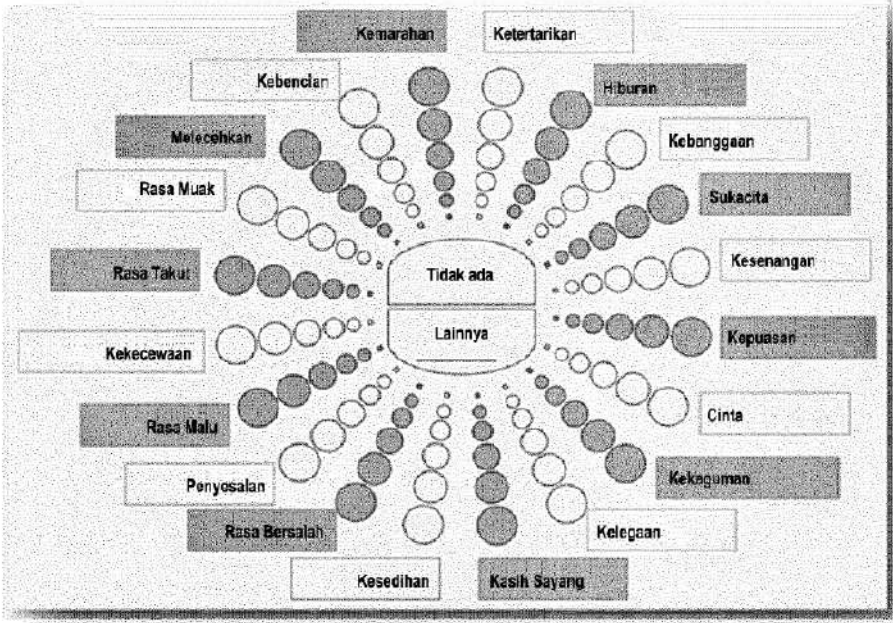 Kemarahan
Ketertarikan
Kebencian
Hiburan
Melecehkan
Kebanggaan
Rasa Muak
Sukacita
Rasa Takut
Tidak ada
Kesenangan
Kekecewaan
Lainnya
Kepuasan
Rasa Malu
Cinta
Penyesalan
Kekaguman
Rasa Bersalah
Kelegaan
Kesedihan
Kasih Sayang